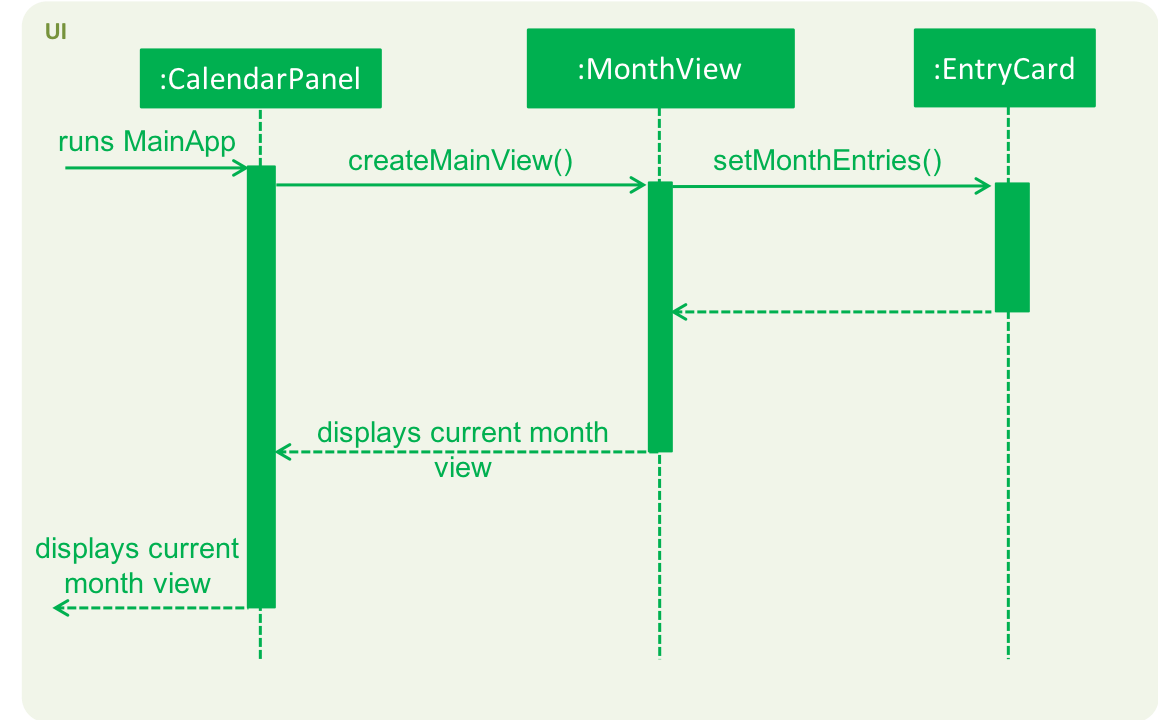 UI
:CalendarPanel
:MonthView
:EntryCard
runs MainApp
createMainView()
setMonthEntries()
displays current month
view
displays current
month view